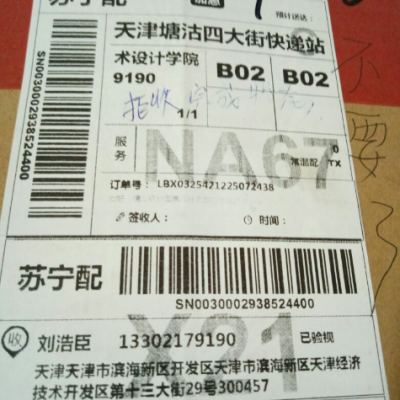 苏宁配
天津塘沽四大街快递站
术设计学院
9190
B02
B02
拒收
1/1
不要了
服务
NA67
常温配
订单号： LBX0325421225072438
签收人：
时间：
苏宁配
SN0030002938524400
SN0030002938524400
X21
收 刘浩臣 13302179190 已验视
天津天津市滨海新区开发区天津市滨海新区天津经济
技术开发区第十三大街29号300457